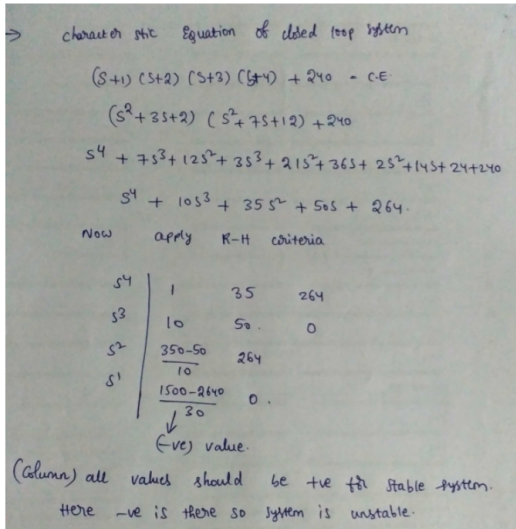 → character stic Equation of closed loop system
(S+1) (S+2) (S+3) (S+4) + 240 - C.E
(S²+3S+2) (S²+7S+12) + 240
S⁴ + 7S³ + 12S² + 3S³ + 21S² + 36S + 2S² + 14S + 24 + 240
S⁴ + 10S³ + 35S² + 50S + 264.
Now apply R-H criteria
S⁴ | 1 35 264
S³ | 10 50. 0
S² | (350-50)/10 264
S¹ | (1500-2640)/30 0.
↓
(-ve) value.
(Column) all values should be +ve for stable system.
Here -ve is there so system is unstable.